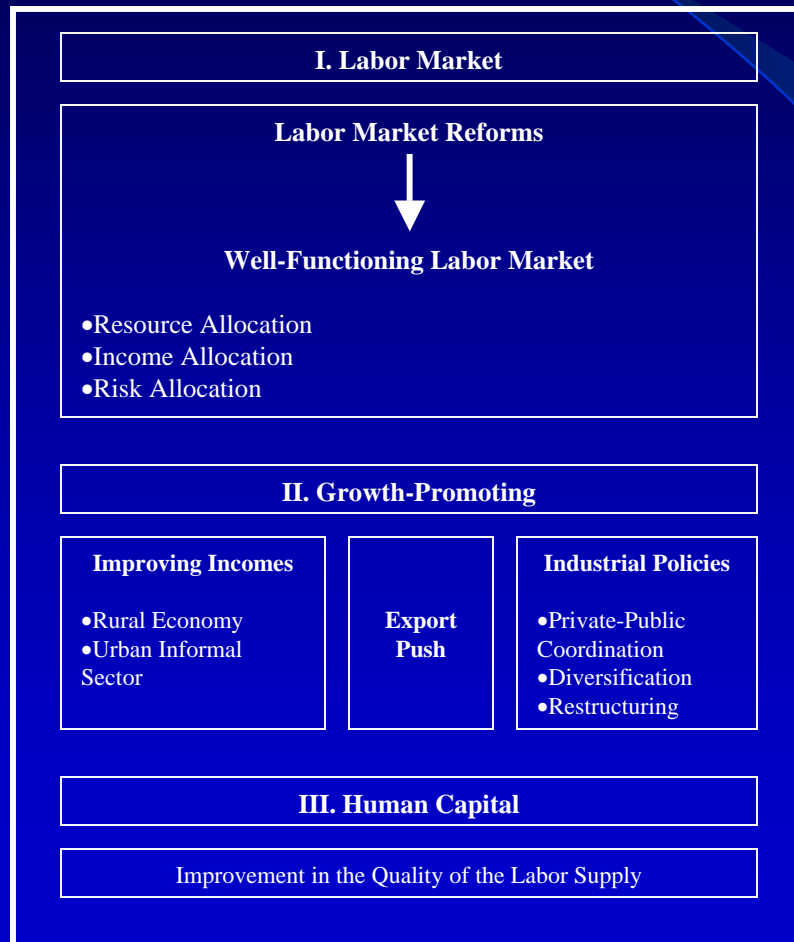 I. Labor Market
Labor Market Reforms
Well-Functioning Labor Market
•Resource Allocation
•Income Allocation
•Risk Allocation
II. Growth-Promoting
Improving Incomes
•Rural Economy
•Urban Informal
Sector
Export
Push
Industrial Policies
•Private-Public
Coordination
•Diversification
•Restructuring
III. Human Capital
Improvement in the Quality of the Labor Supply